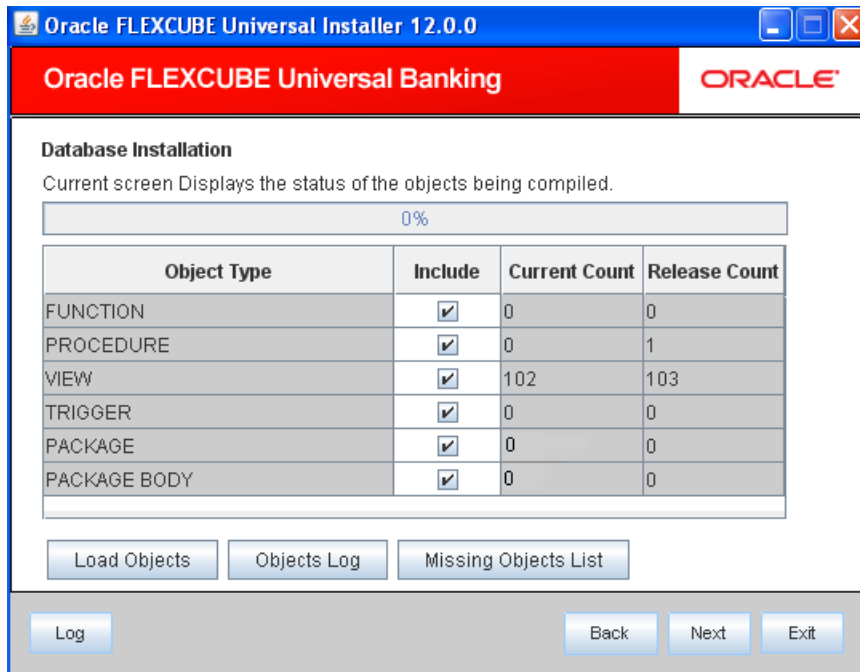 Oracle FLEXCUBE Universal Installer 12.0.0
Oracle FLEXCUBE Universal Banking
ORACLE
Database Installation
Current screen Displays the status of the objects being compiled.
0%
Object Type Include Current Count Release Count
FUNCTION 0 0
PROCEDURE 0 1
VIEW 102 103
TRIGGER 0 0
PACKAGE 0 0
PACKAGE BODY 0 0
Load Objects Objects Log Missing Objects List
Log Back Next Exit